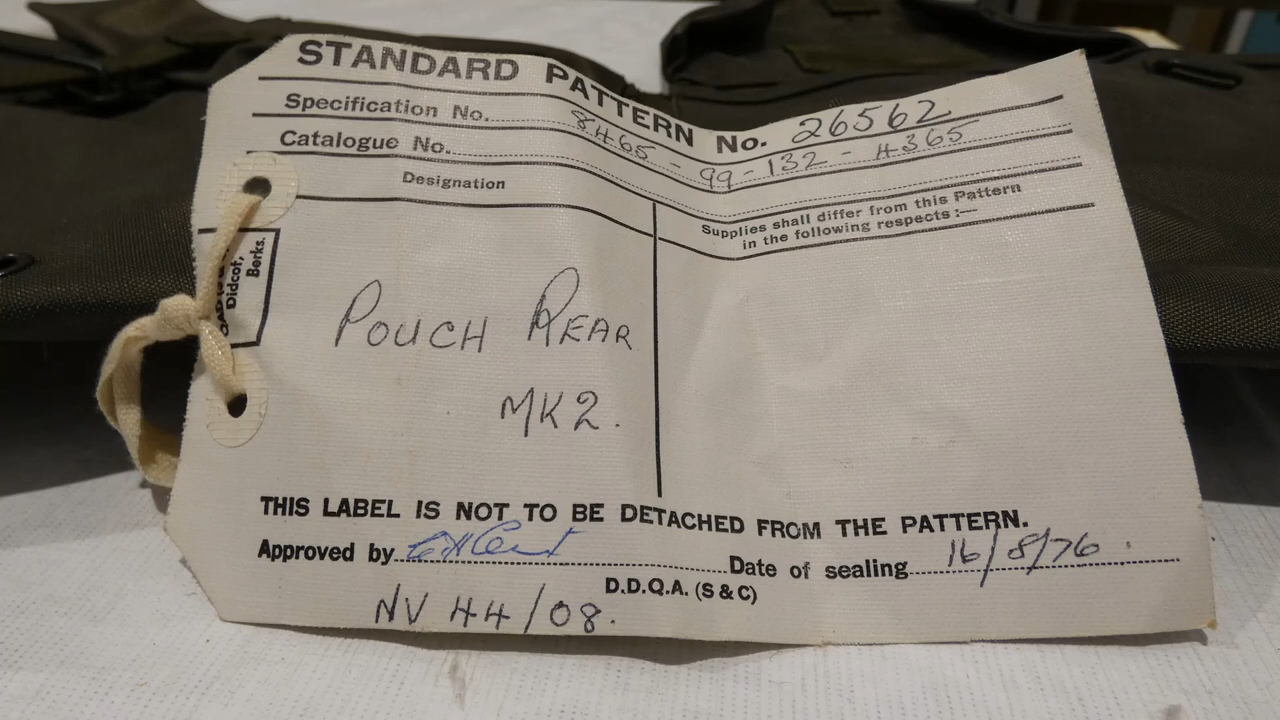 STANDARD PATTERN No. 26562
Specification No. 8465-99-132-4365
Catalogue No.
Designation
Supplies shall differ from this Pattern
in the following respects:—
Didcot,
Berks.
POUCH REAR
MK2.
THIS LABEL IS NOT TO BE DETACHED FROM THE PATTERN.
Approved by
Date of sealing 16/8/76
D.D.Q.A. (S & C)
NV 44/08.